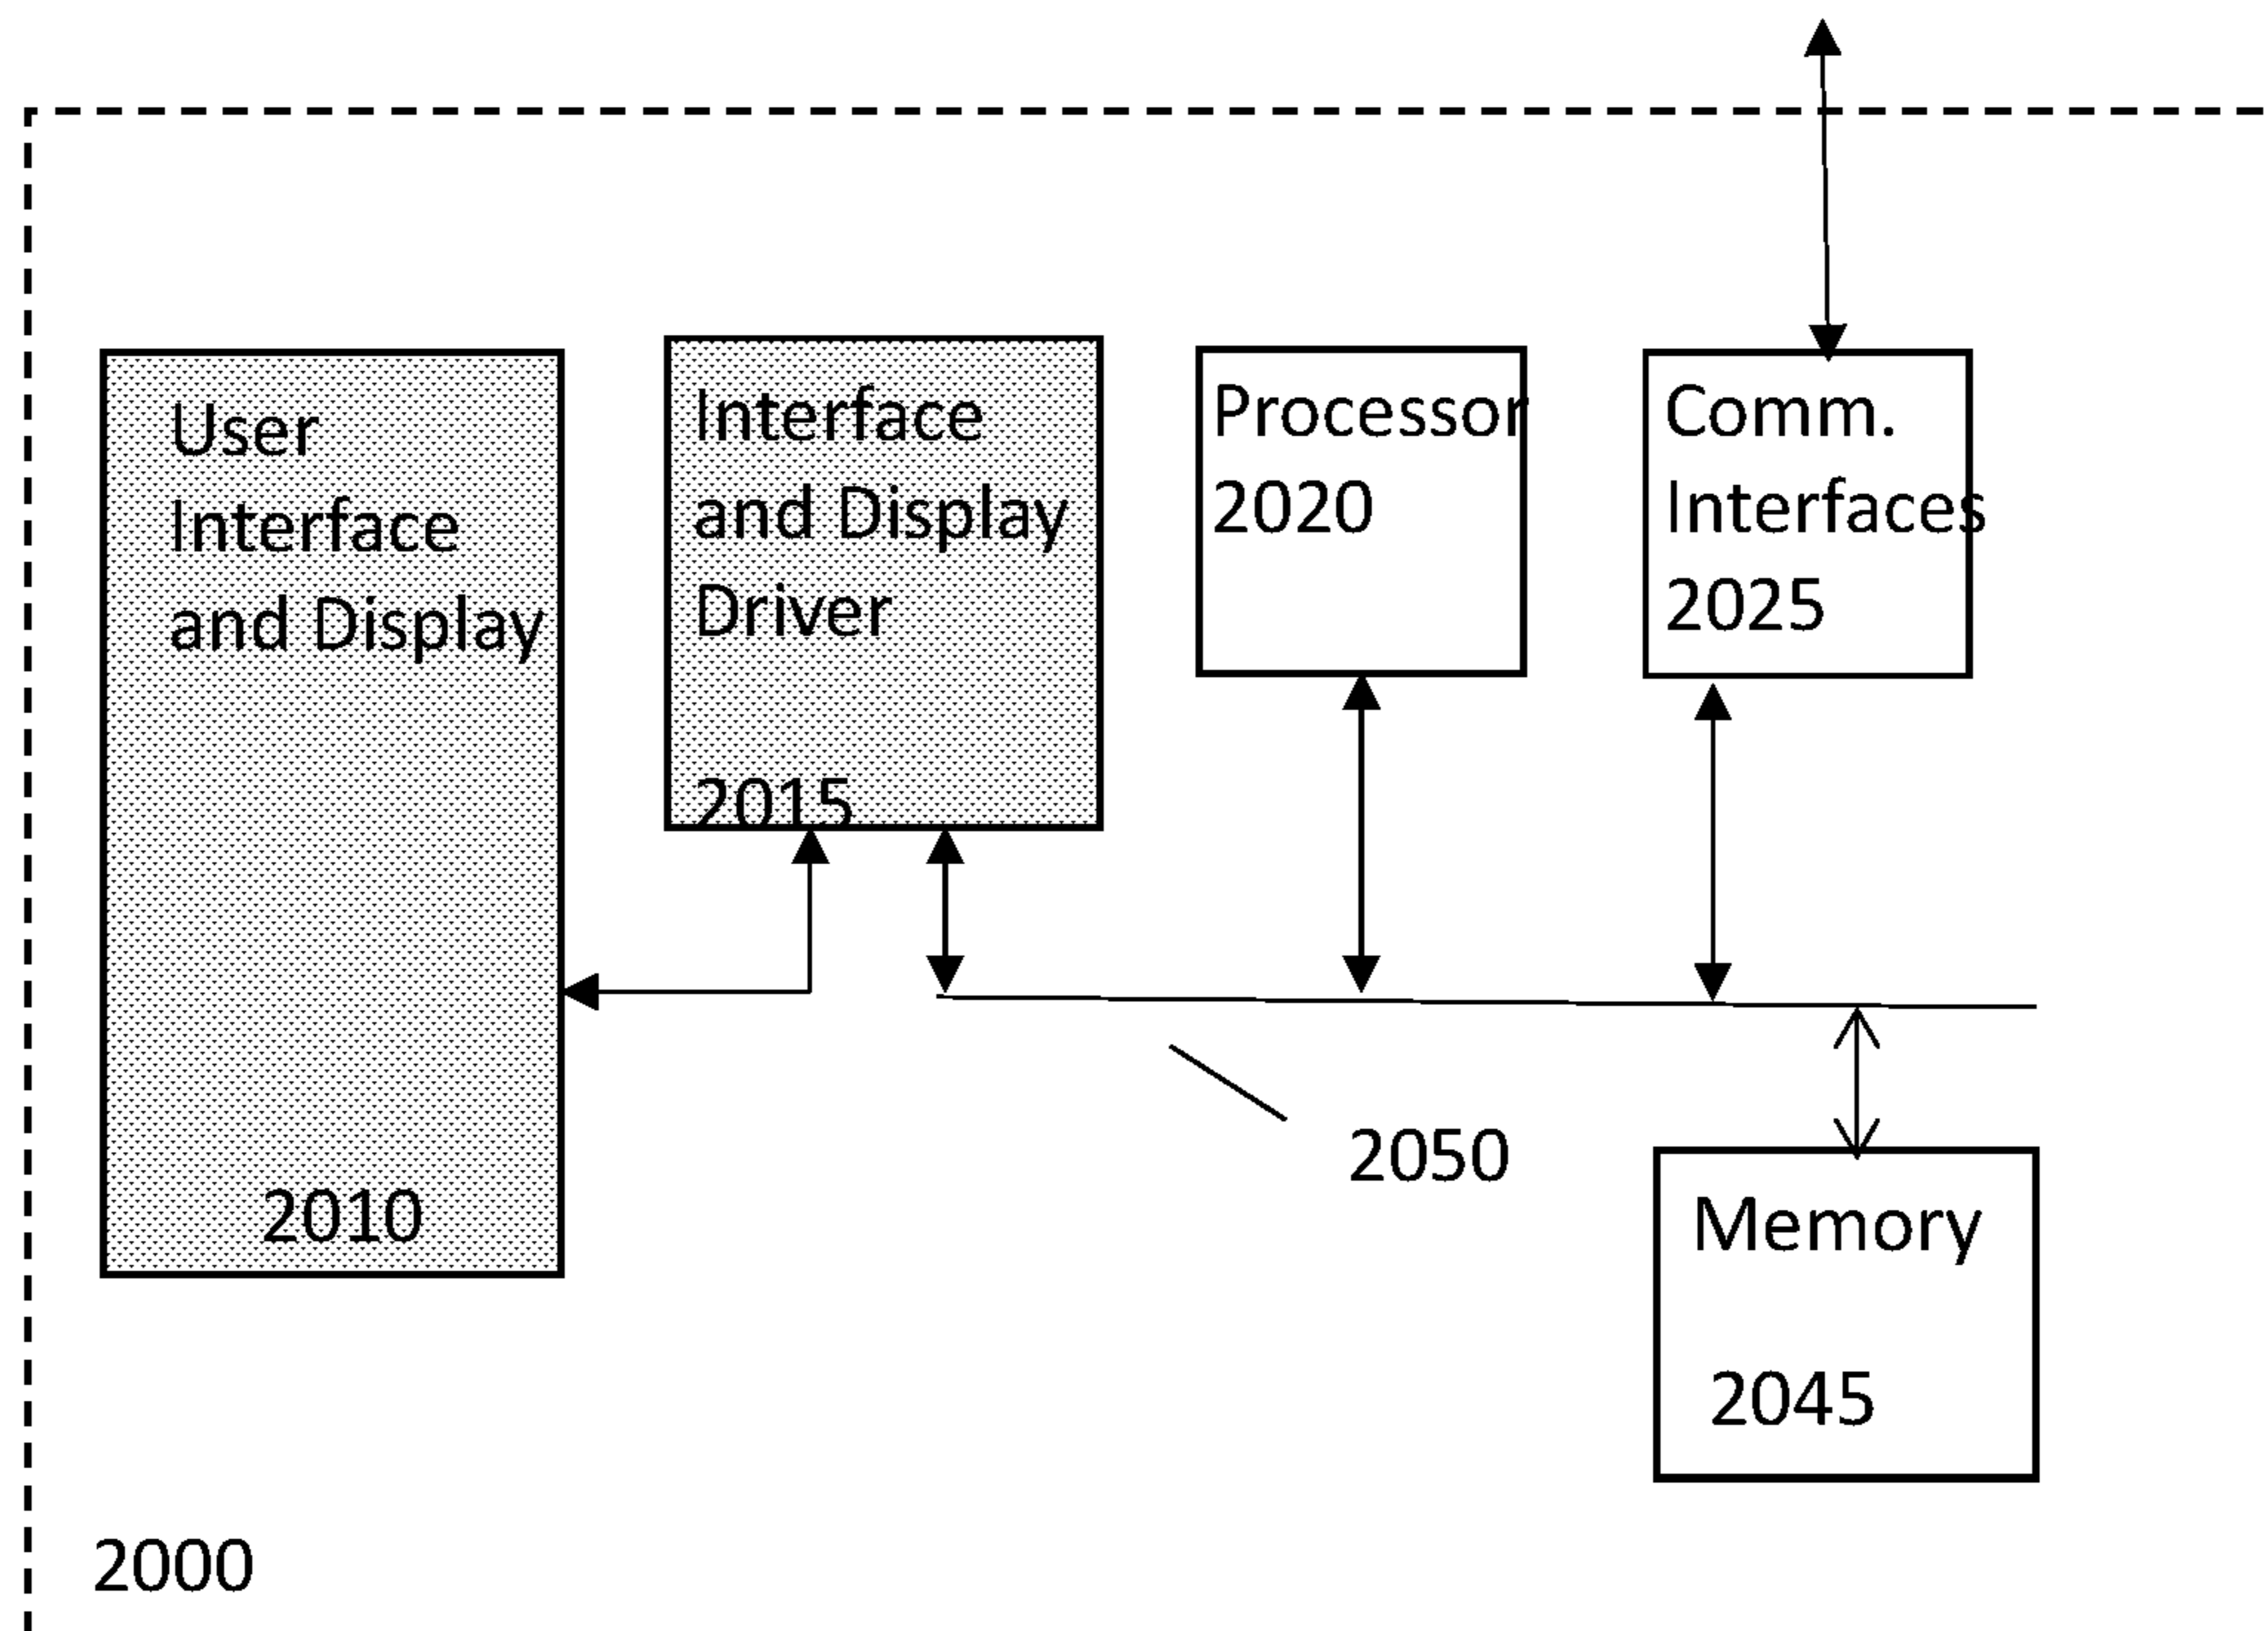 User
Interface
and Display
2010
Interface
and Display
Driver
2015
Processor
2020
Comm.
Interfaces
2025
2050
Memory
2045
2000